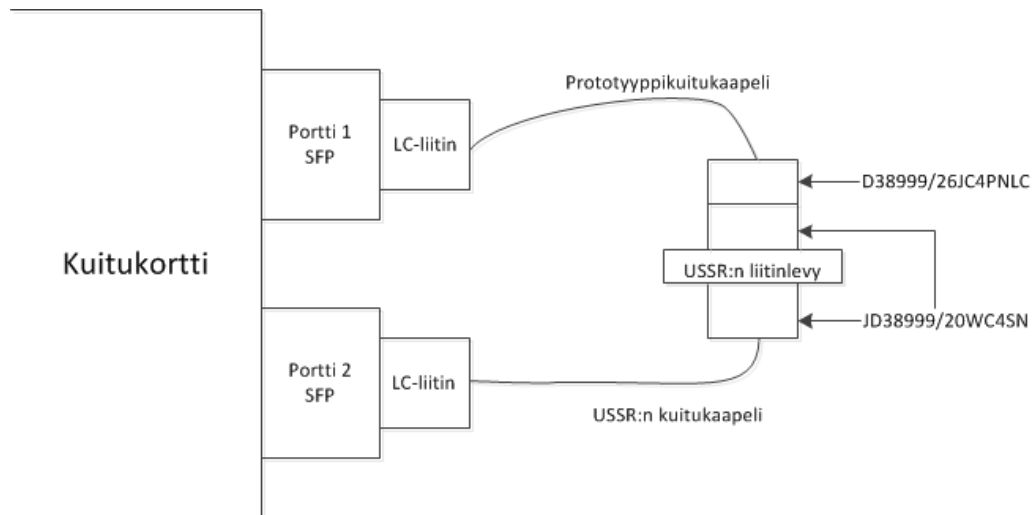 Prototyyppikuitukaapeli
Portti 1
SFP
LC-liitin
D38999/26JC4PNLC
Kuitukortti
USSR:n liitinlevy
JD38999/20WC4SN
Portti 2
SFP
LC-liitin
USSR:n kuitukaapeli